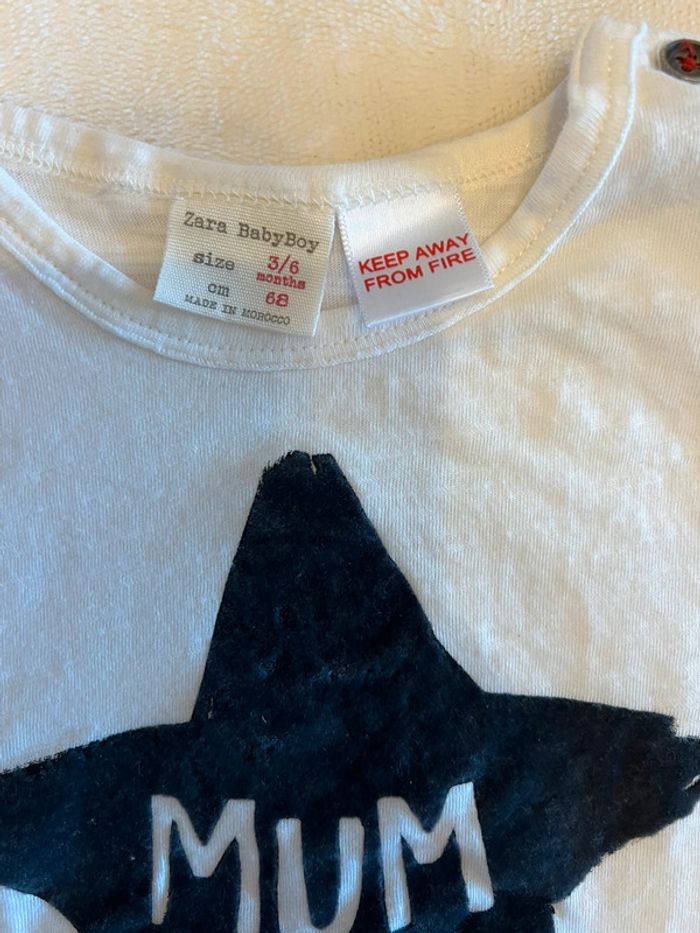 Zara BabyBoy
size 3/6
months
cm 68
MADE IN MOROCCO
KEEP AWAY
FROM FIRE
MUM